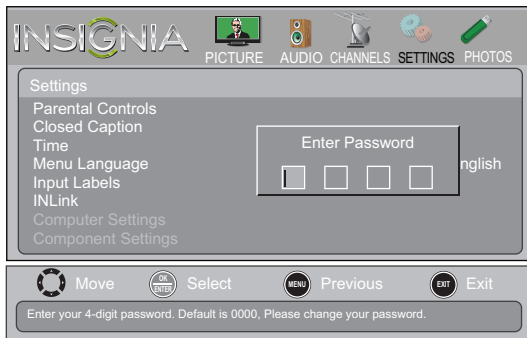 INSIGNIA
PICTURE AUDIO CHANNELS SETTINGS PHOTOS
Settings
Parental Controls
Closed Caption
Time
Menu Language nglish
Input Labels
INLink
Computer Settings
Component Settings
Enter Password
Move OK ENTER Select MENU Previous EXIT Exit
Enter your 4-digit password. Default is 0000, Please change your password.